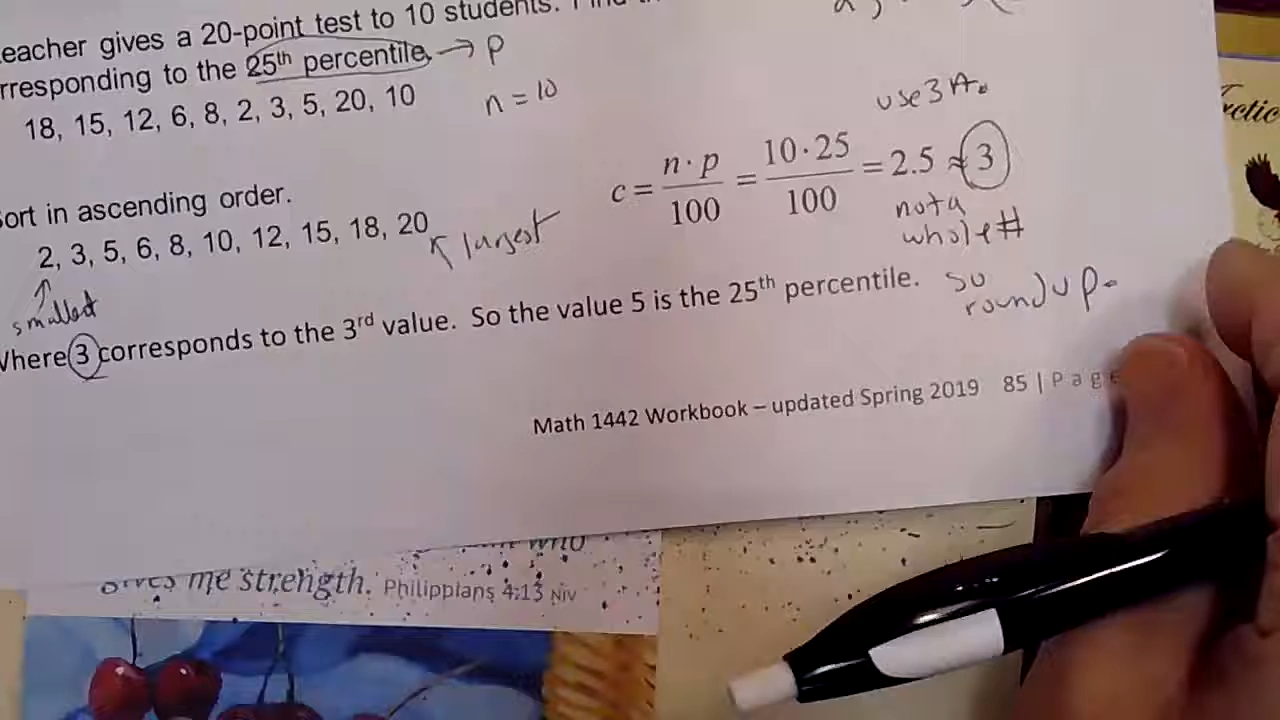 eacher gives a 20-point test to 10 students.
rresponding to the 25th percentile. → p
18, 15, 12, 6, 8, 2, 3, 5, 20, 10
n = 10
use 3A.
c = n · p / 100 = 10 · 25 / 100 = 2.5 ≈ 3
not a
whole #
so
round up.
ort in ascending order.
2, 3, 5, 6, 8, 10, 12, 15, 18, 20
largest
smallest
Where 3 corresponds to the 3rd value. So the value 5 is the 25th percentile.
Math 1442 Workbook – updated Spring 2019 85 | Page
who
gives me strength. Philippians 4:13 NIV